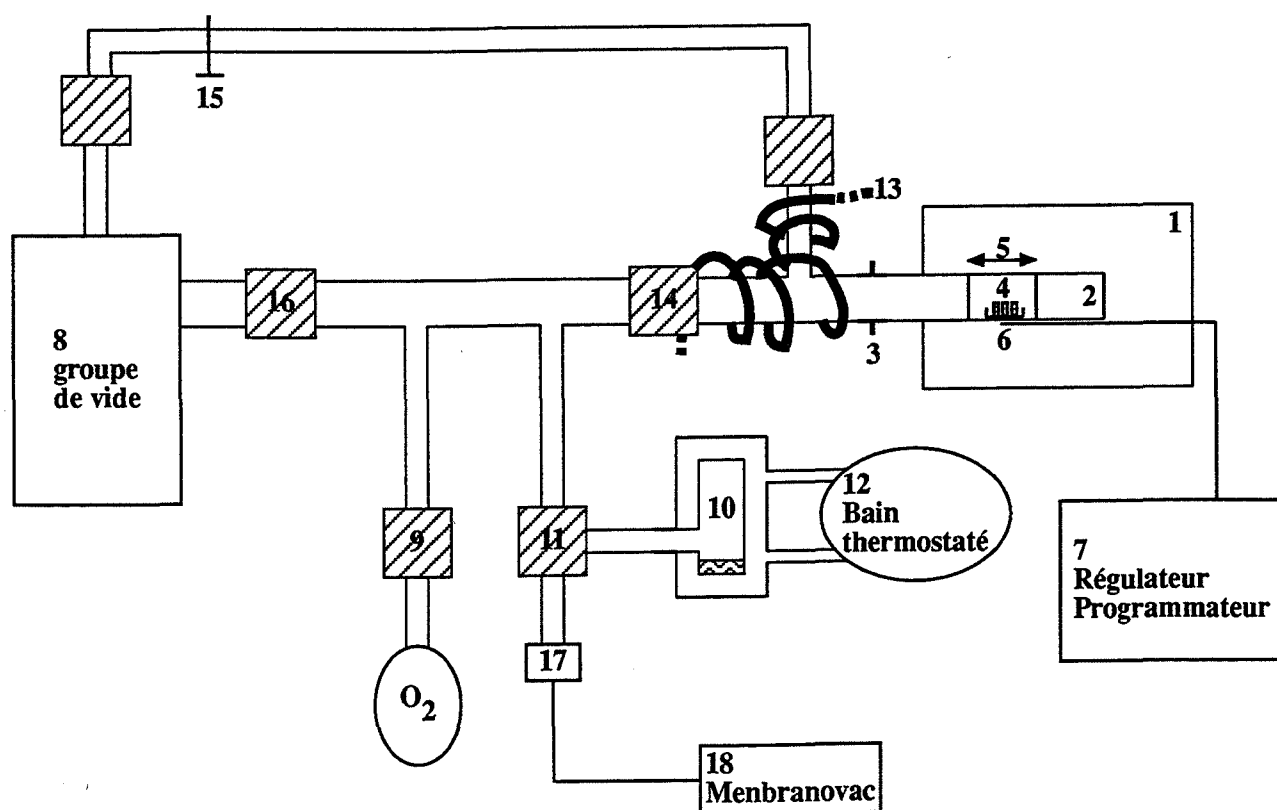 15
13
1
5
4
2
16
14
3
6
8
groupe
de vide
10
12
Bain
thermostaté
9
11
7
Régulateur
Programmateur
17
O2
18
Menbranovac